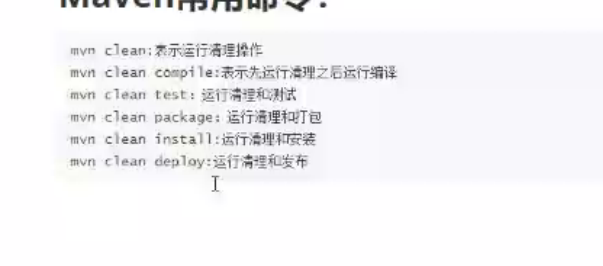 Maven常用命令:
mvn clean:表示运行清理操作
mvn clean compile:表示先运行清理之后运行编译
mvn clean test: 运行清理和测试
mvn clean package: 运行清理和打包
mvn clean install:运行清理和安装
mvn clean deploy:运行清理和发布